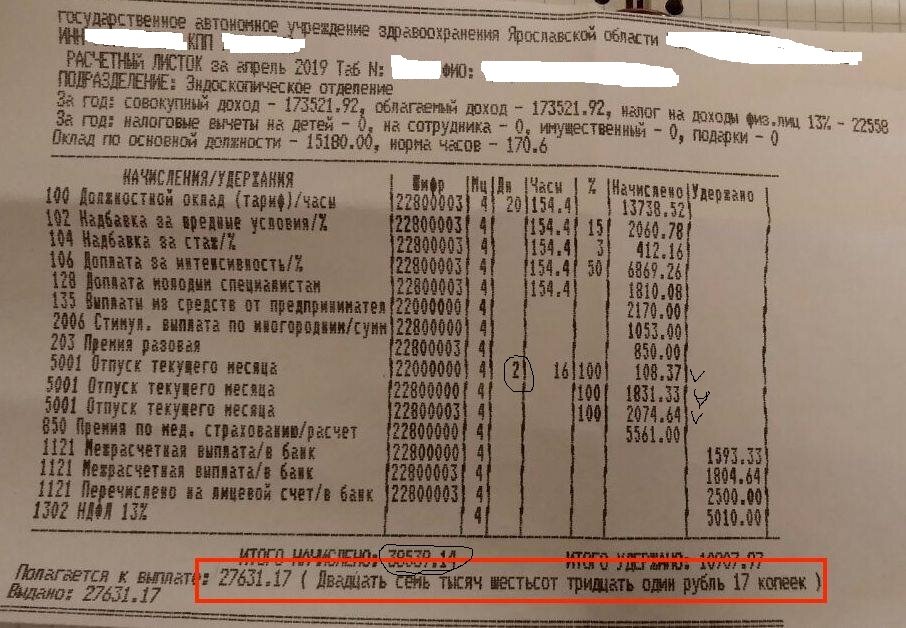 государственное автономное учреждение здравоохранения Ярославской области
ИНН КПП
РАСЧЕТНЫЙ ЛИСТОК за апрель 2019 Таб N: ФИО:
ПОДРАЗДЕЛЕНИЕ: Эндоскопическое отделение
За год: совокупный доход - 173521.92, облагаемый доход - 173521.92, налог на доходы физ.лиц 13% - 22558
За год: налоговые вычеты на детей - 0, на сотрудника - 0, имущественный - 0, подарки - 0
Оклад по основной должности - 15180.00, норма часов - 170.6
НАЧИСЛЕНИЯ/УДЕРЖАНИЯ Шифр Мц Дн Часы % Начислено Удержано
100 Должностной оклад (тариф)/часы 22800003 4 20 154.4 13738.52
102 Надбавка за вредные условия/% 22800003 4 154.4 15 2060.78
104 Надбавка за стаж/% 22800003 4 154.4 3 412.16
106 Доплата за интенсивность/% 22800003 4 154.4 50 6869.26
128 Доплата молодым специалистам 22800003 4 154.4 1810.08
135 Выплаты из средств от предпринимател 22000000 4 2170.00
2006 Стимул. выплата по иногородним/сумм 22800000 4 1053.00
203 Премия разовая 22800003 4 850.00
5001 Отпуск текущего месяца 22000000 4 2 16 100 108.37
5001 Отпуск текущего месяца 22800000 4 100 1831.33
5001 Отпуск текущего месяца 22800003 4 100 2074.64
850 Премия по мед. страхованию/расчет 22800003 4 5561.00
1121 Межрасчетная выплата/в банк 22800000 4 1593.33
1121 Межрасчетная выплата/в банк 22800003 4 1804.64
1121 Перечислено на лицевой счет/в банк 22800003 4 2500.00
1302 НДФЛ 13% 4 5010.00
ИТОГО НАЧИСЛЕНО: 38539.14 ИТОГО УДЕРЖАНО: 10907.97
Полагается к выплате: 27631.17 ( Двадцать семь тысяч шестьсот тридцать один рубль 17 копеек )
Выдано: 27631.17